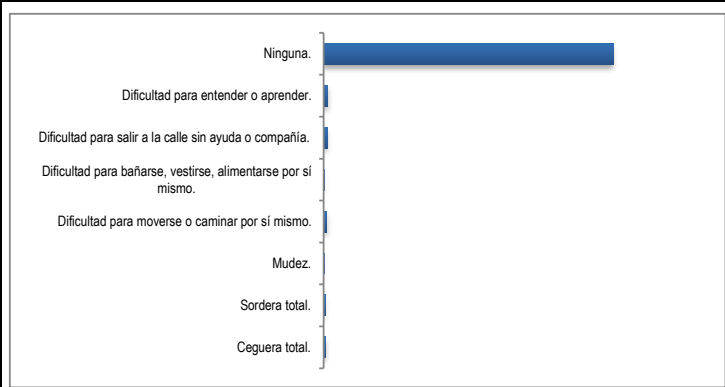 Ninguna.
Dificultad para entender o aprender.
Dificultad para salir a la calle sin ayuda o compañía.
Dificultad para bañarse, vestirse, alimentarse por sí
mismo.
Dificultad para moverse o caminar por sí mismo.
Mudez.
Sordera total.
Ceguera total.